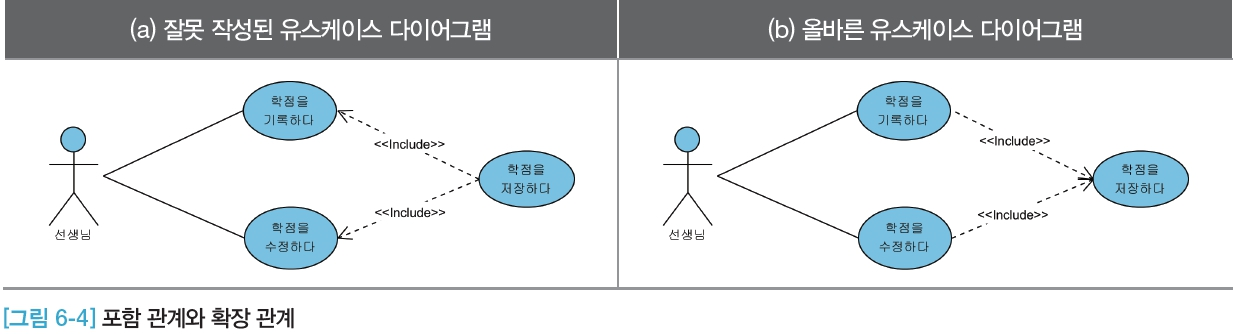 (a) 잘못 작성된 유스케이스 다이어그램
(b) 올바른 유스케이스 다이어그램
학점을
기록하다
<<Include>>
학점을
저장하다
<<Include>>
학점을
수정하다
선생님
학점을
기록하다
<<Include>>
학점을
저장하다
<<Include>>
학점을
수정하다
선생님
[그림 6-4] 포함 관계와 확장 관계